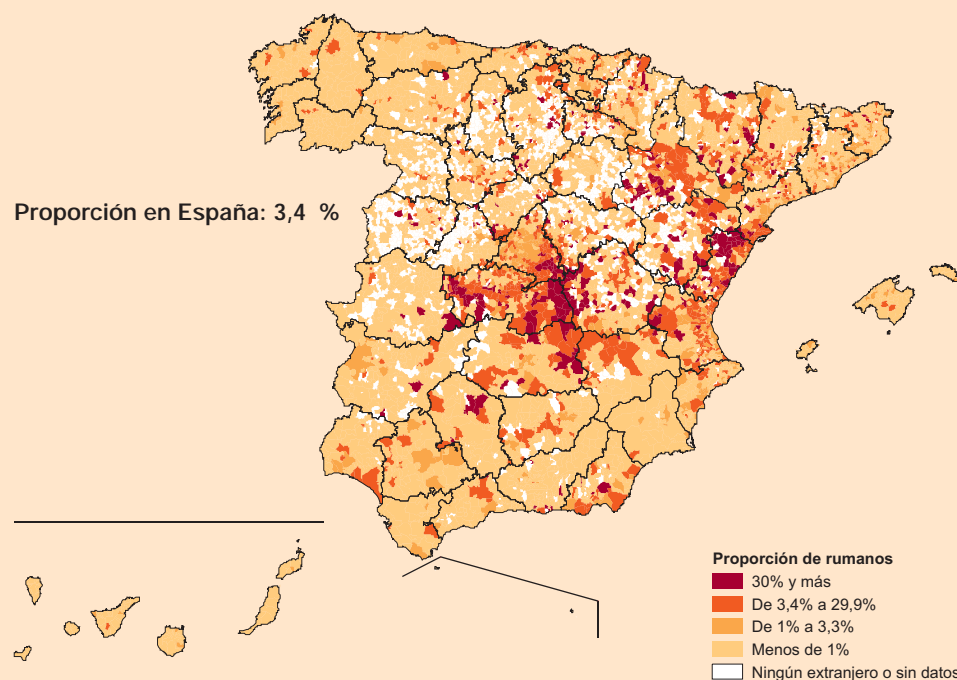 Proporción en España: 3,4 %
Proporción de rumanos
30% y más
De 3,4% a 29,9%
De 1% a 3,3%
Menos de 1%
Ningún extranjero o sin datos